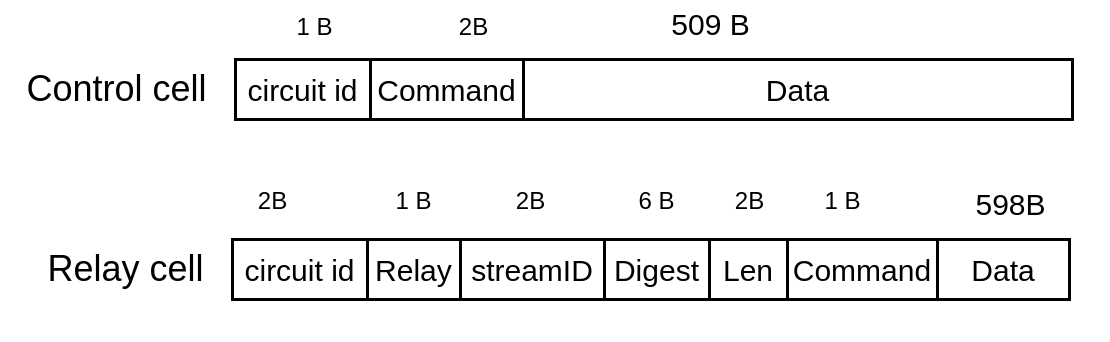 1 B 2B 509 B
Control cell circuit id Command Data
2B 1 B 2B 6 B 2B 1 B 598B
Relay cell circuit id Relay streamID Digest Len Command Data